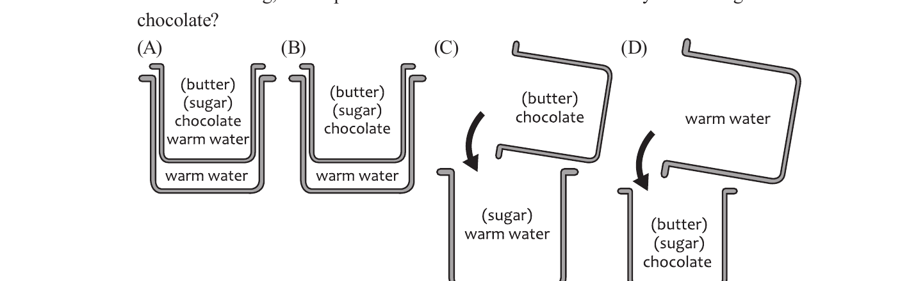 chocolate?
(A)
(butter)
(sugar)
chocolate
warm water
warm water
(B)
(butter)
(sugar)
chocolate
warm water
(C)
(butter)
chocolate
(sugar)
warm water
(D)
warm water
(butter)
(sugar)
chocolate